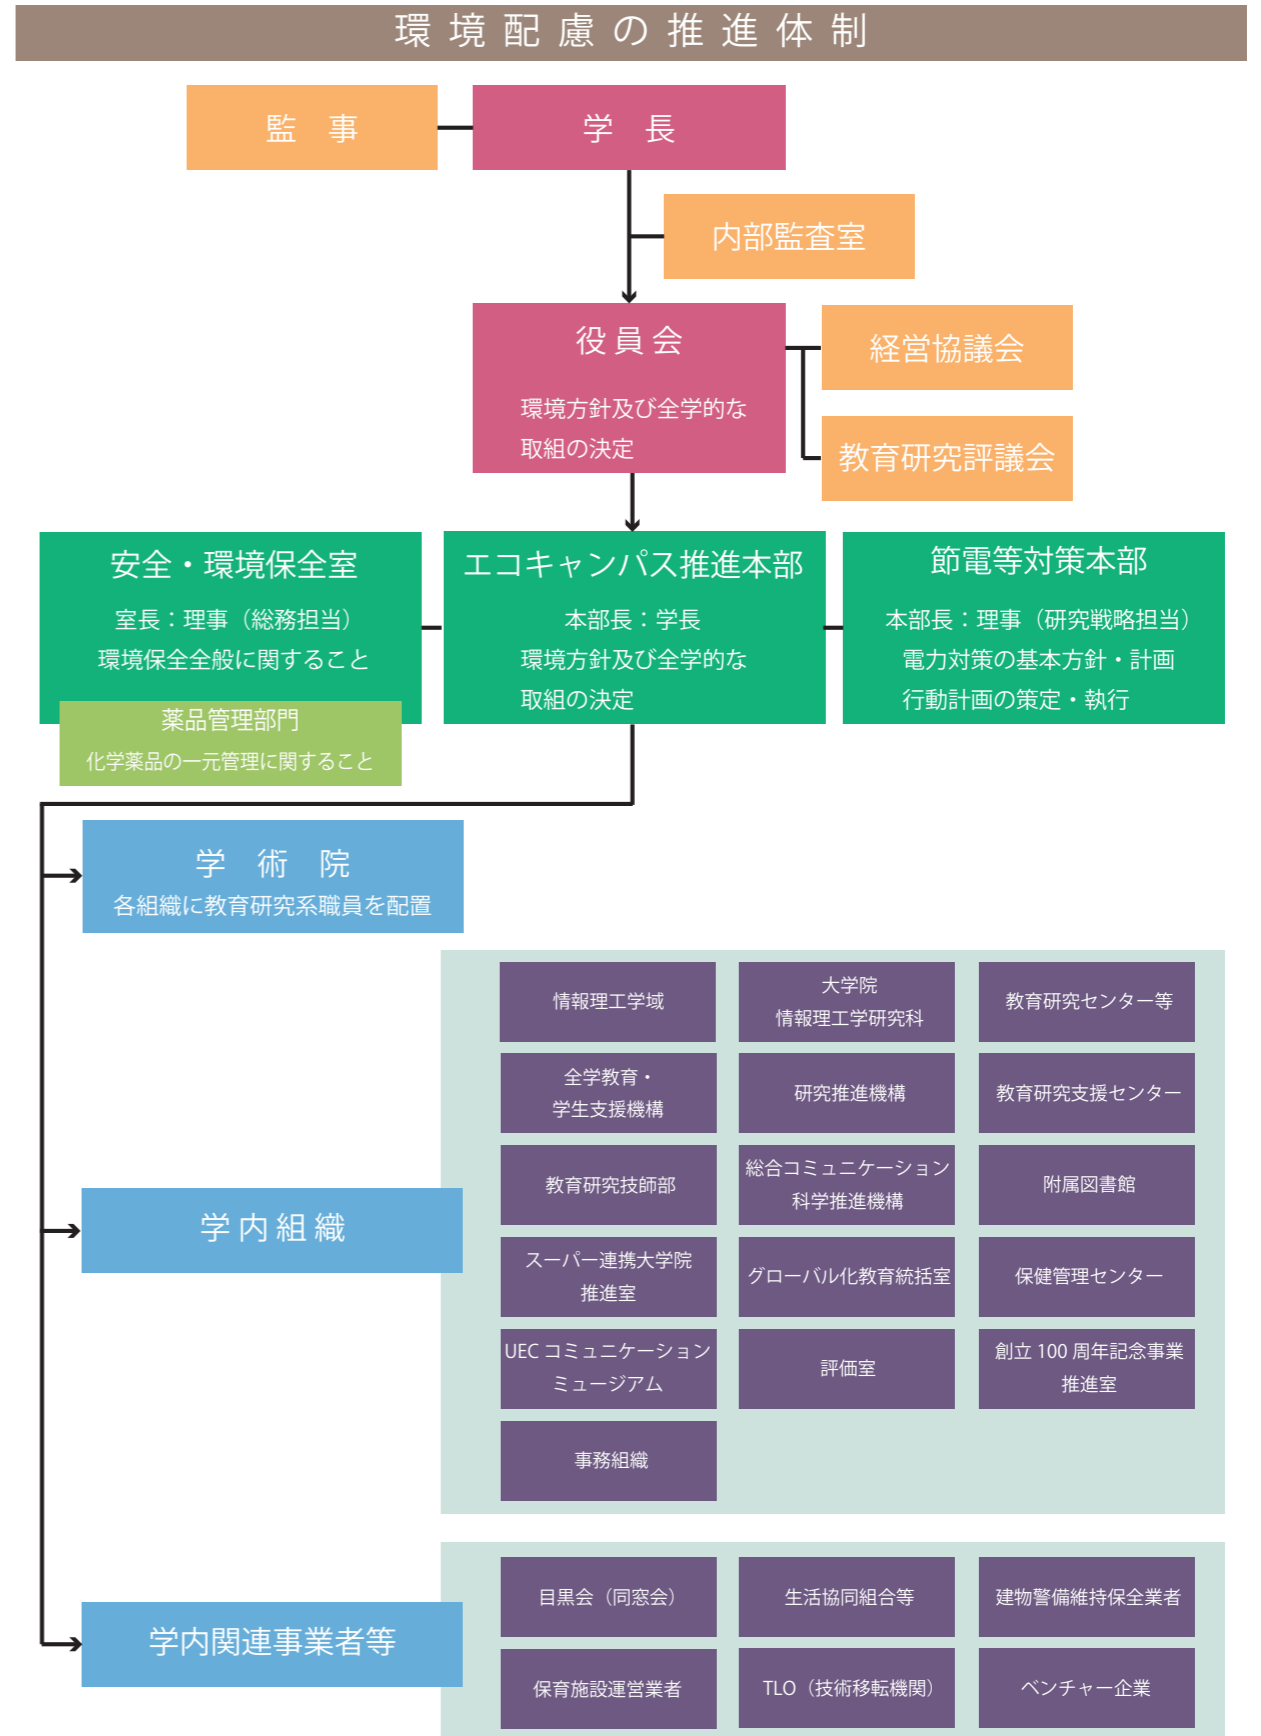 環境配慮の推進体制
監　事
学　長
内部監査室
役員会
環境方針及び全学的な
取組の決定
経営協議会
教育研究評議会
安全・環境保全室
室長：理事（総務担当）
環境保全全般に関すること
薬品管理部門
化学薬品の一元管理に関すること
エコキャンパス推進本部
本部長：学長
環境方針及び全学的な
取組の決定
節電等対策本部
本部長：理事（研究戦略担当）
電力対策の基本方針・計画
行動計画の策定・執行
学　術　院
各組織に教育研究系職員を配置
学内組織
情報理工学域
大学院
情報理工学研究科
教育研究センター等
全学教育・
学生支援機構
研究推進機構
教育研究支援センター
教育研究技師部
総合コミュニケーション
科学推進機構
附属図書館
スーパー連携大学院
推進室
グローバル化教育統括室
保健管理センター
UEC コミュニケーション
ミュージアム
評価室
創立 100 周年記念事業
推進室
事務組織
学内関連事業者等
目黒会（同窓会）
生活協同組合等
建物警備維持保全業者
保育施設運営業者
TLO（技術移転機関）
ベンチャー企業